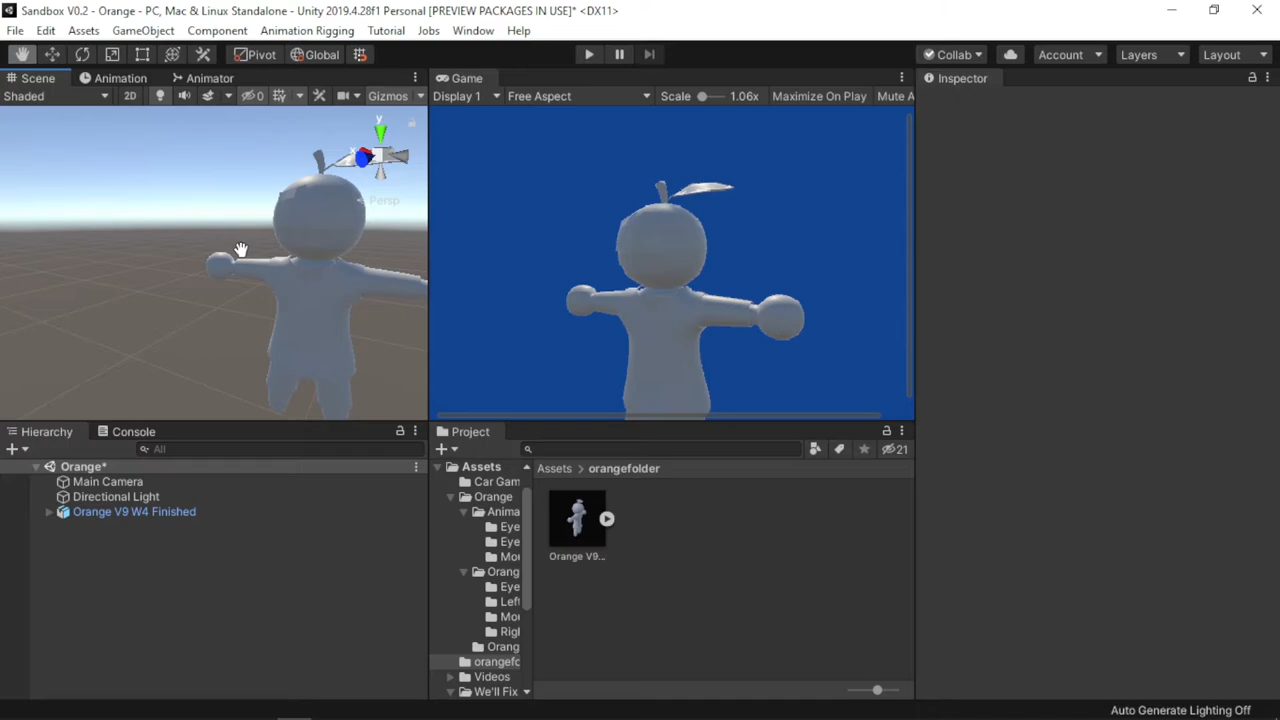 Sandbox V0.2 - Orange - PC, Mac & Linux Standalone - Unity 2019.4.28f1 Personal [PREVIEW PACKAGES IN USE]* <DX11>
File Edit Assets GameObject Component Animation Rigging Tutorial Jobs Window Help
Pivot Global Collab Account Layers Layout
Scene Animation Animator Game Inspector
Shaded 2D 0 Gizmos Display 1 Free Aspect Scale 1.06x Maximize On Play Mute A
y
x
Persp
Hierarchy Console Project
All 21
Orange*
Main Camera
Directional Light
Orange V9 W4 Finished
Assets
Car Gam
Orange
Anima
Eye
Eye
Mou
Orang
Eye
Left
Mou
Righ
Orang
orangefo
Videos
We'll Fix
Assets > orangefolder
Orange V9...
Auto Generate Lighting Off